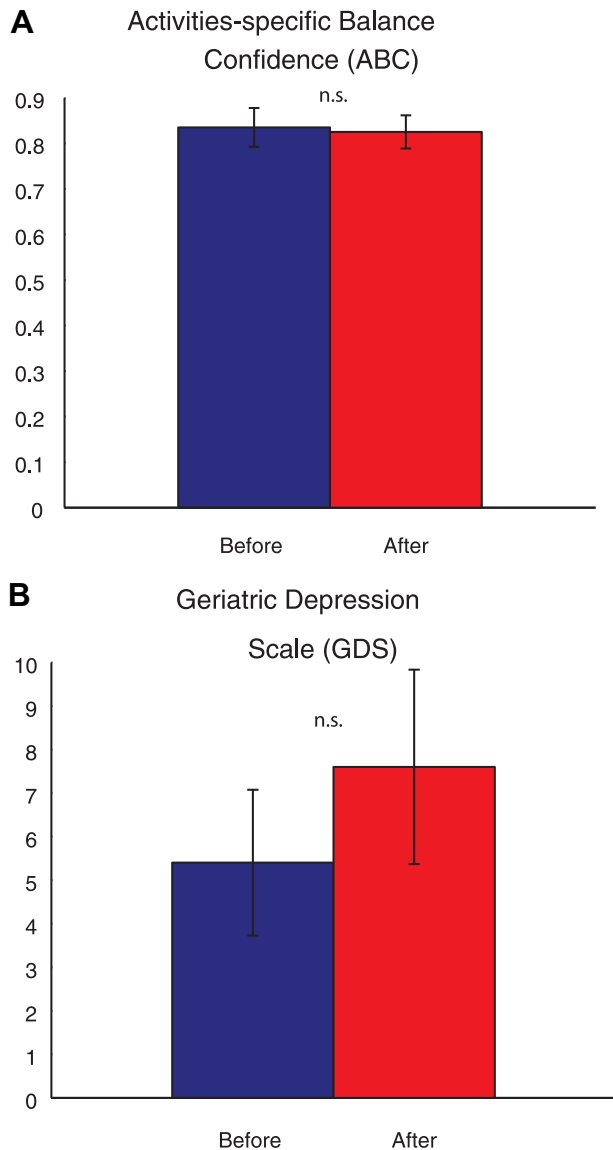 A
Activities-specific Balance
Confidence (ABC)
n.s.
0.9
0.8
0.7
0.6
0.5
0.4
0.3
0.2
0.1
0
Before After
B
Geriatric Depression
Scale (GDS)
10
n.s.
9
8
7
6
5
4
3
2
1
0
Before After